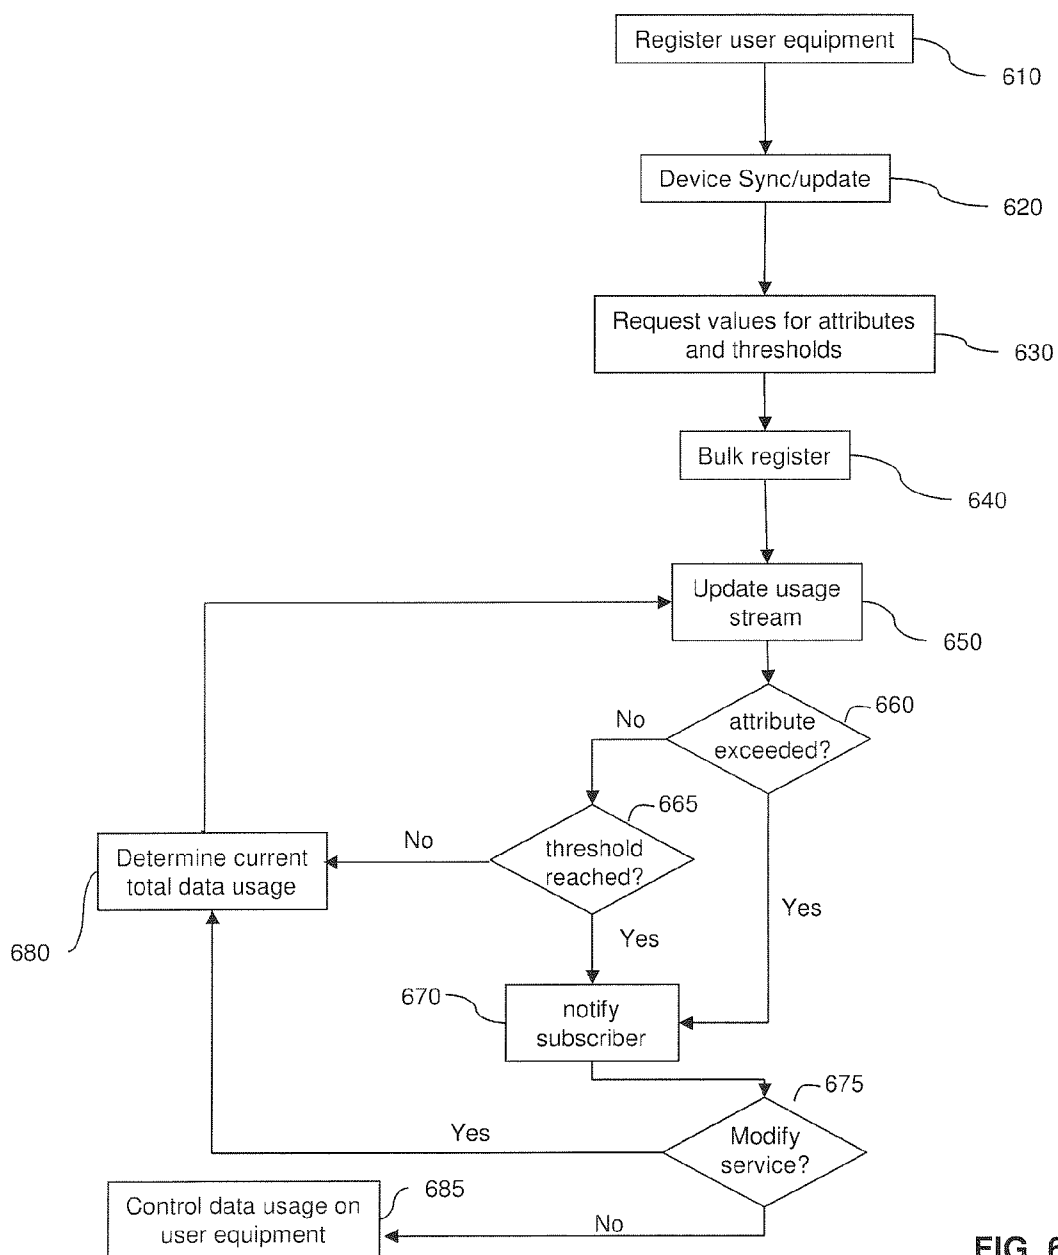 Register user equipment
610
Device Sync/update
620
Request values for attributes
and thresholds
630
Bulk register
640
Update usage
stream
650
660
attribute
exceeded?
No
Yes
665
threshold
reached?
No
Yes
Determine current
total data usage
680
670
notify
subscriber
675
Modify
service?
Yes
No
685
Control data usage on
user equipment
FIG. 6